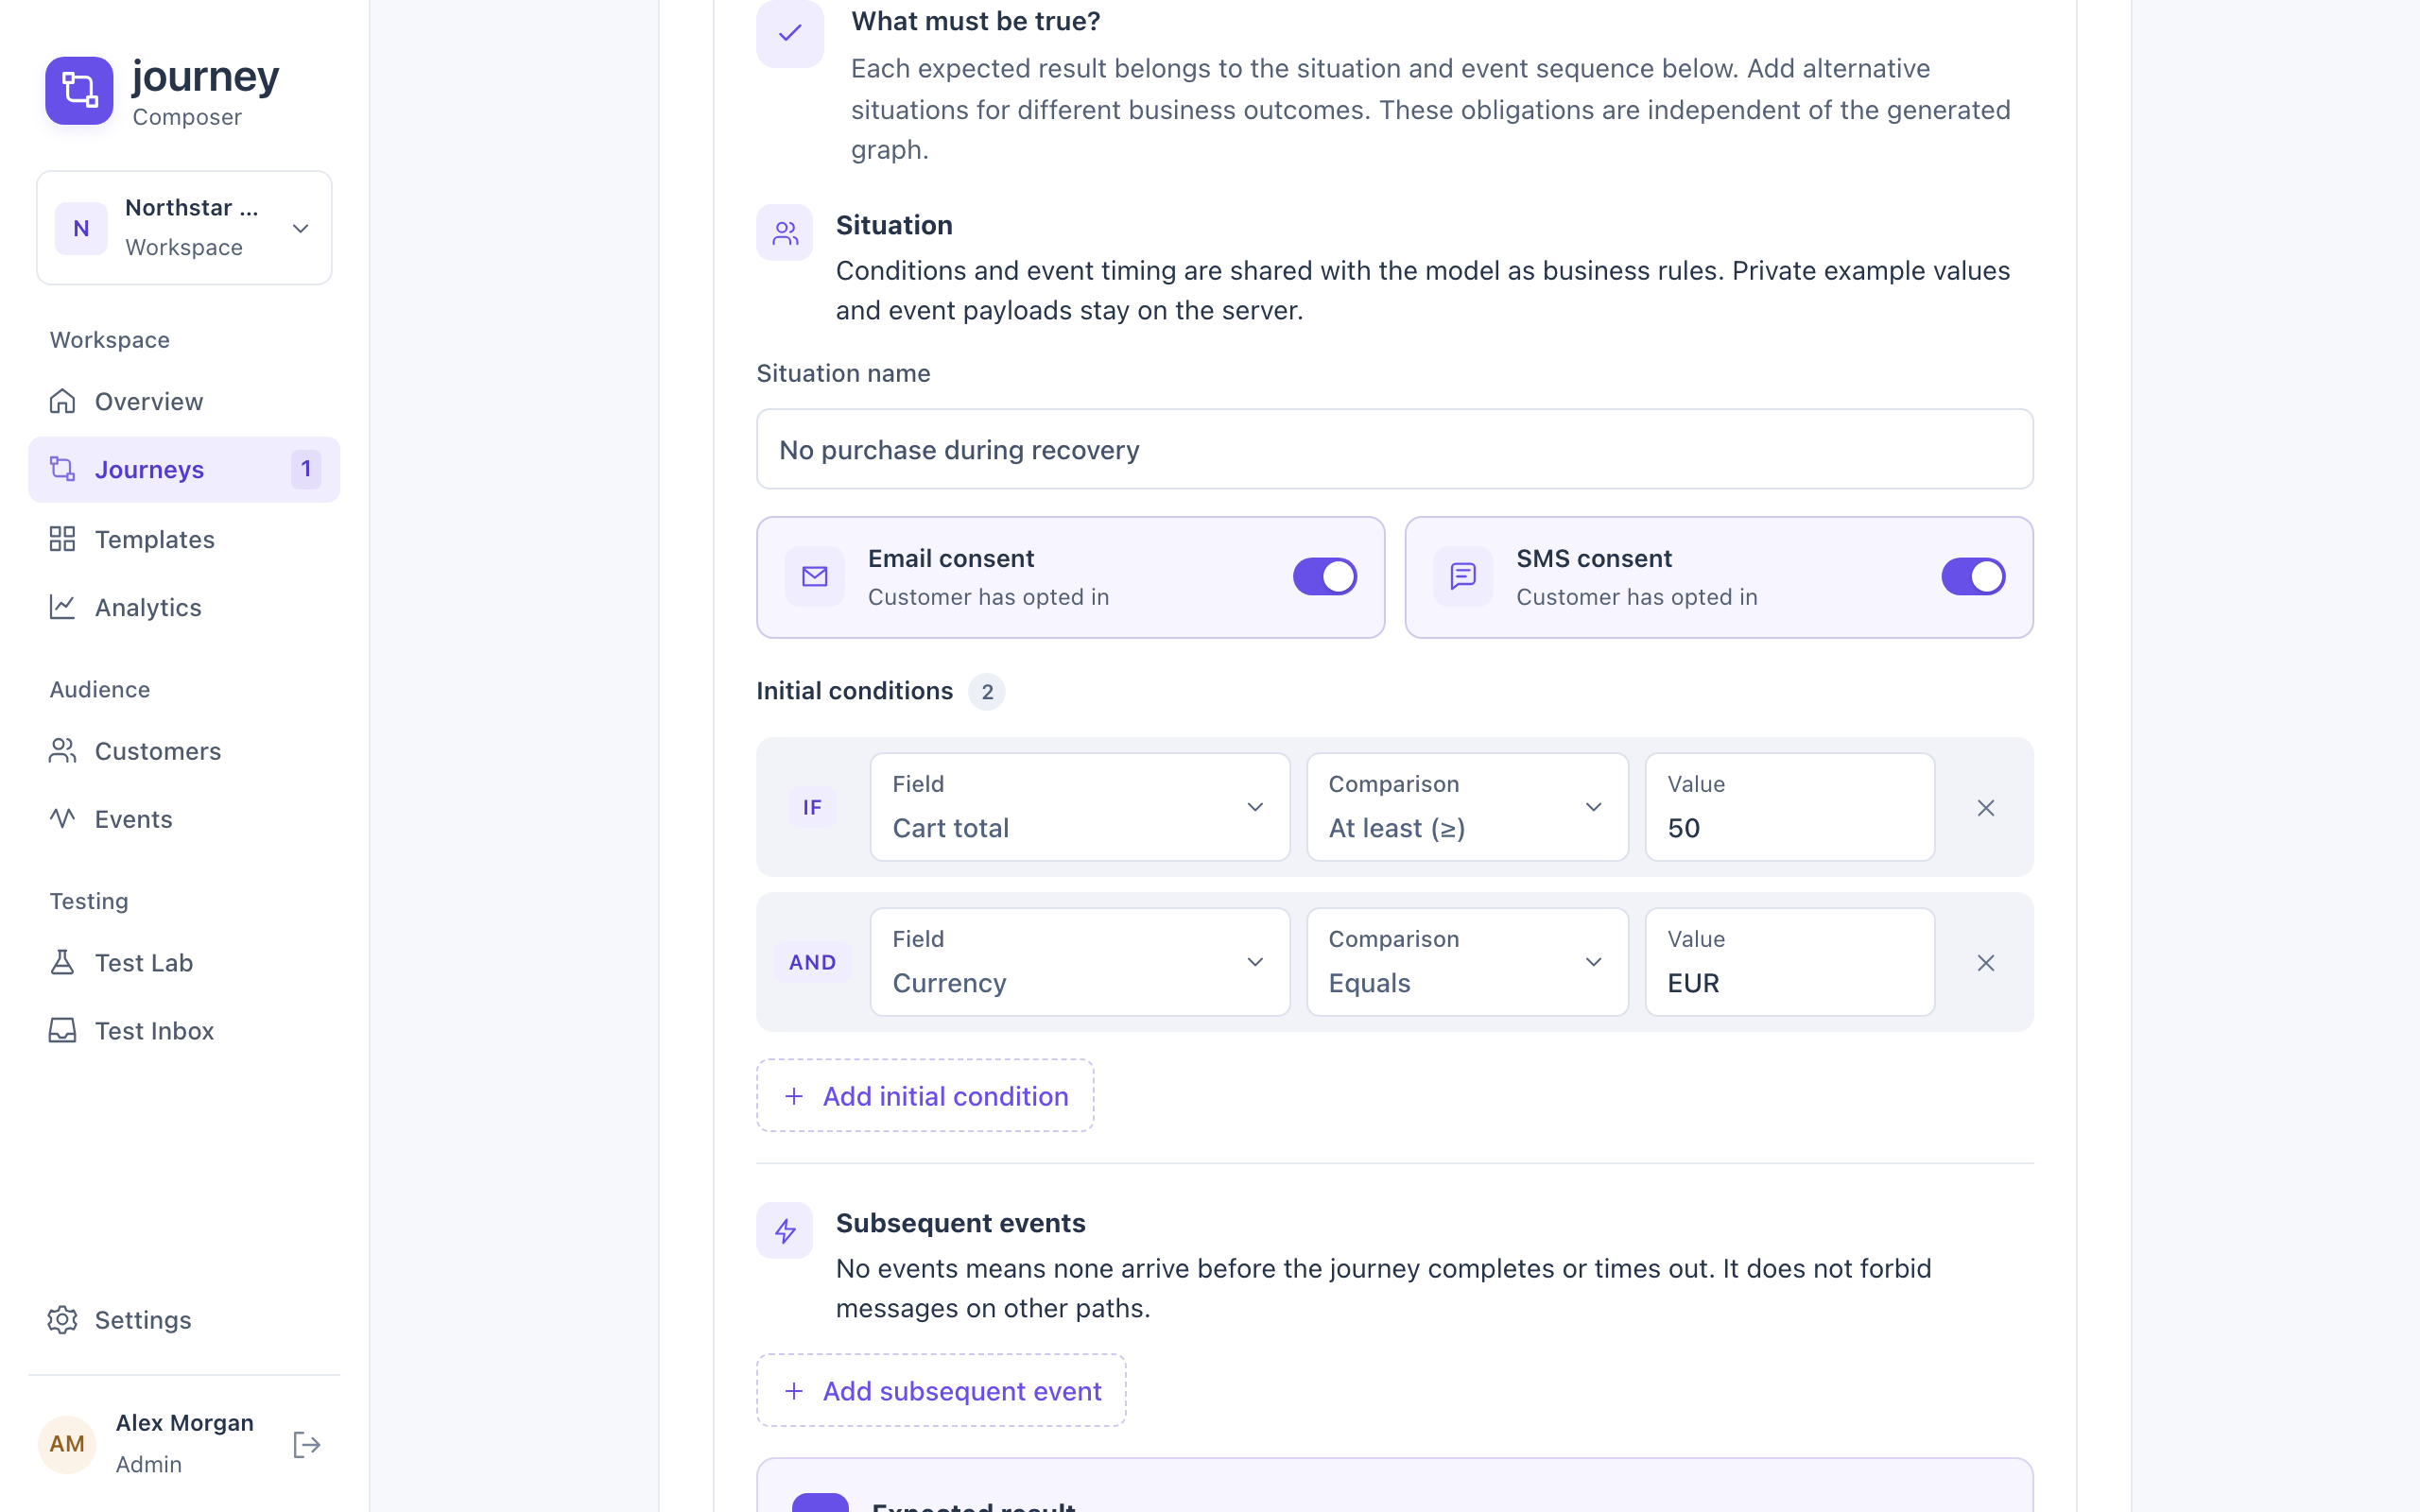 journey
Composer
N
Northstar ...
Workspace
Workspace
Overview
Journeys
1
Templates
Analytics
Audience
Customers
Events
Testing
Test Lab
Test Inbox
Settings
AM
Alex Morgan
Admin
What must be true?
Each expected result belongs to the situation and event sequence below. Add alternative
situations for different business outcomes. These obligations are independent of the generated
graph.
Situation
Conditions and event timing are shared with the model as business rules. Private example values
and event payloads stay on the server.
Situation name
No purchase during recovery
Email consent
Customer has opted in
SMS consent
Customer has opted in
Initial conditions 2
IF
Field
Cart total
Comparison
At least (≥)
Value
50
AND
Field
Currency
Comparison
Equals
Value
EUR
+ Add initial condition
Subsequent events
No events means none arrive before the journey completes or times out. It does not forbid
messages on other paths.
+ Add subsequent event
Expected result